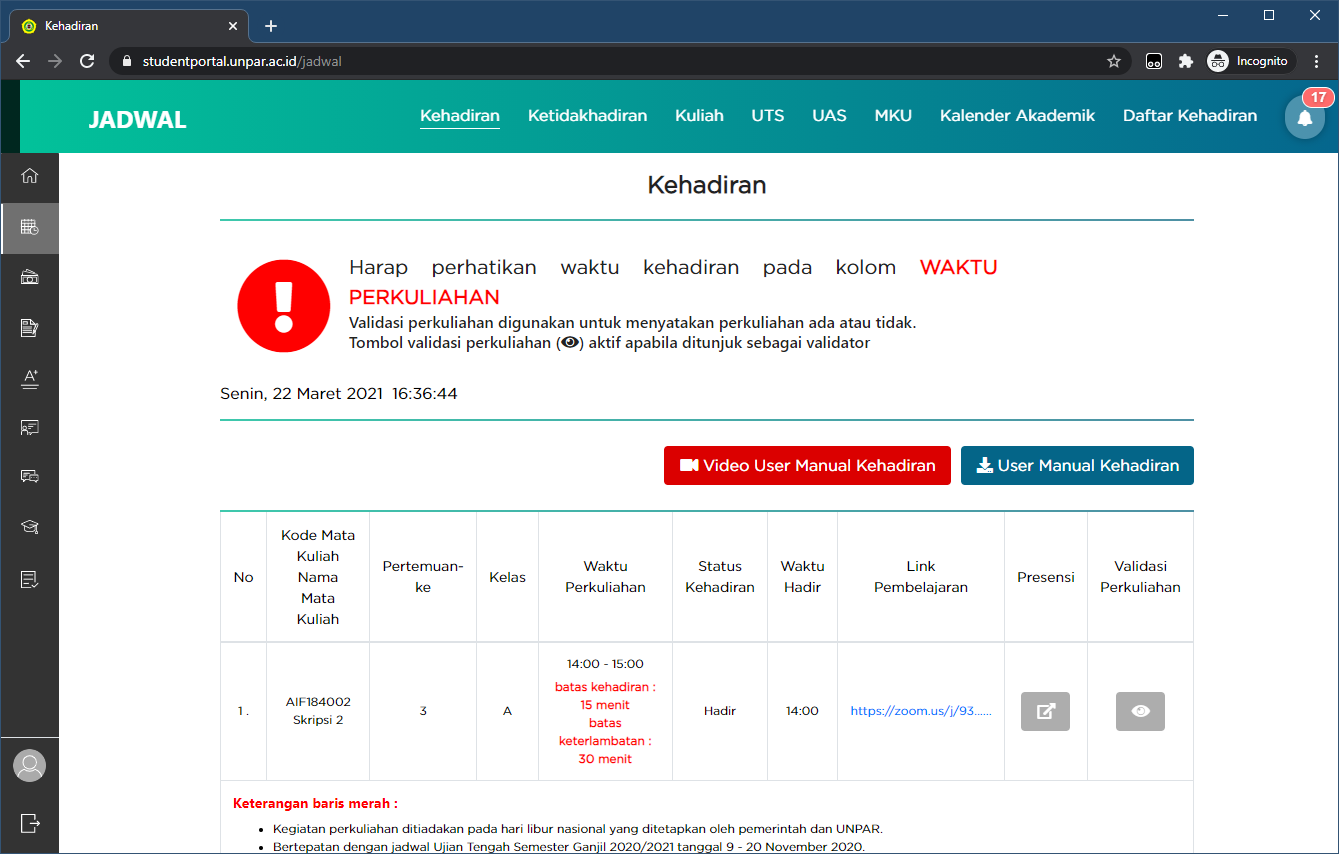 Kehadiran
studentportal.unpar.ac.id/jadwal
Incognito
JADWAL
Kehadiran Ketidakhadiran Kuliah UTS UAS MKU Kalender Akademik Daftar Kehadiran
17
Kehadiran
Harap perhatikan waktu kehadiran pada kolom WAKTU
PERKULIAHAN
Validasi perkuliahan digunakan untuk menyatakan perkuliahan ada atau tidak.
Tombol validasi perkuliahan () aktif apabila ditunjuk sebagai validator
Senin, 22 Maret 2021 16:36:44
Video User Manual Kehadiran
User Manual Kehadiran
No
Kode Mata
Kuliah
Nama
Mata
Kuliah
Pertemuan-
ke
Kelas
Waktu
Perkuliahan
Status
Kehadiran
Waktu
Hadir
Link
Pembelajaran
Presensi
Validasi
Perkuliahan
1 .
AIF184002
Skripsi 2
3
A
14:00 - 15:00
batas kehadiran :
15 menit
batas
keterlambatan :
30 menit
Hadir
14:00
https://zoom.us/j/93......
Keterangan baris merah :
• Kegiatan perkuliahan ditiadakan pada hari libur nasional yang ditetapkan oleh pemerintah dan UNPAR.
• Bertepatan dengan jadwal Ujian Tengah Semester Ganjil 2020/2021 tanggal 9 - 20 November 2020.